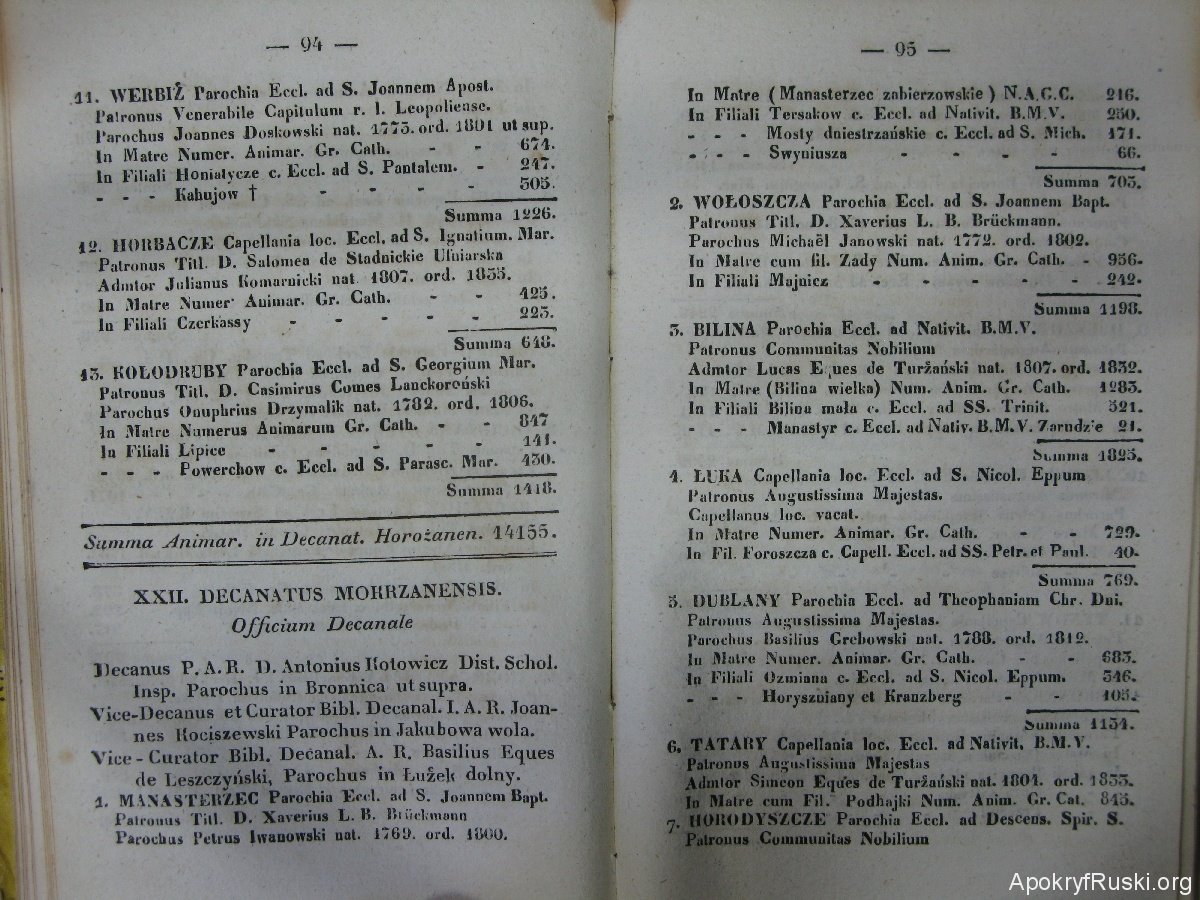 — 94 —
11. WERBIŻ Parochia Eccl. ad S. Joannem Apost.
Patronus Venerabile Capitulum r. l. Leopoliense.
Parochus Joannes Doskowski nat. 1773. ord. 1801 ut sup.
In Matre Numer. Animar. Gr. Cath. - - 674.
In Filiali Honiatycze c. Eccl. ad S. Pantalem. - 247.
- - - Kahujow † - - - - 305.
Summa 1226.
12. HORBACZE Capellania loc. Eccl. ad S. Ignatium. Mar.
Patronus Titl. D. Salomea de Stadnickie Uŕniarska
Admtor Julianus Komarnicki nat. 1807. ord. 1835.
In Matre Numer. Animar. Gr. Cath. - - 425.
In Filiali Czerkassy - - - - - 223.
Summa 648.
13. KOŁODRUBY Parochia Eccl. ad S. Georgium Mar.
Patronus Titl. D. Casimirus Comes Lanckoroński
Parochus Onuphrius Drzymalik nat. 1782. ord. 1806.
In Matre Numerus Animarum Gr. Cath. - - 847
In Filiali Lipice - - - - - 141.
- - - Powerchow c. Eccl. ad S. Parasc. Mar. 430.
Summa 1418.
Summa Animar. in Decanat. Horożanen. 14155.
XXII. DECANATUS MOKRZANENSIS.
Officium Decanale
Decanus P. A. R. D. Antonius Kotowicz Dist. Schol.
Insp. Parochus in Bronnica ut supra.
Vice-Decanus et Curator Bibl. Decanal. I. A. R. Joan-
nes Kociszewski Parochus in Jakubowa wola.
Vice - Curator Bibl. Decanal. A. R. Basilius Eques
de Leszczyński, Parochus in Łużek dolny.
1. MANASTERZEC Parochia Eccl. ad S. Joannem Bapt.
Patronus Titl. D. Xaverius L. B. Brückmann
Parochus Petrus Iwanowski nat. 1769. ord. 1800.
— 95 —
In Matre (Manasterzec zabierzowskie) N.A.G.C. 216.
In Filiali Tersakow c. Eccl. ad Nativit. B.M.V. 250.
- - - Mosty dniestrzańskie c. Eccl. ad S. Mich. 171.
- - - Swyniusza - - - - 66.
Summa 703.
2. WOŁOSZCZA Parochia Eccl. ad S. Joannem Bapt.
Patronus Titl. D. Xaverius L. B. Brückmann.
Parochus Michaël Janowski nat. 1772. ord. 1802.
In Matre cum fil. Zady Num. Anim. Gr. Cath. - 956.
In Filiali Majnicz - - - - - - 242.
Summa 1198.
3. BILINA Parochia Eccl. ad Nativit. B.M.V.
Patronus Communitas Nobilium
Admtor Lucas Eques de Turżański nat. 1807. ord. 1832.
In Matre (Bilina wielka) Num. Anim. Gr. Cath. 1283.
In Filiali Bilina mała c. Eccl. ad SS. Trinit. 521.
- - - Manastyr c. Eccl. ad Nativ. B.M.V. Zarudzie 21.
Summa 1825.
4. ŁUKA Capellania loc. Eccl. ad S. Nicol. Eppum
Patronus Augustissima Majestas.
Capellanus loc. vacat.
In Matre Numer. Animar. Gr. Cath. - - 729.
In Fil. Foroszcza c. Capell. Eccl. ad SS. Petr. et Paul. 40.
Summa 769.
5. DUBLANY Parochia Eccl. ad Theophaniam Chr. Dni.
Patronus Augustissima Majestas.
Parochus Basilius Grebowski nat. 1788. ord. 1812.
In Matre Numer. Animar. Gr. Cath. - - 683.
In Filiali Ozmiana c. Eccl. ad S. Nicol. Eppum. 346.
- - - Horyszniany et Kranzberg - - 105.
Summa 1134.
6. TATARY Capellania loc. Eccl. ad Nativit. B.M.V.
Patronus Augustissima Majestas
Admtor Simeon Eques de Turżański nat. 1804. ord. 1833.
In Matre cum Fil. Podhajki Num. Anim. Gr. Cat. 845.
7. HORODYSZCZE Parochia Eccl. ad Descens. Spir. S.
Patronus Communitas Nobilium
ApokryfRuski.org